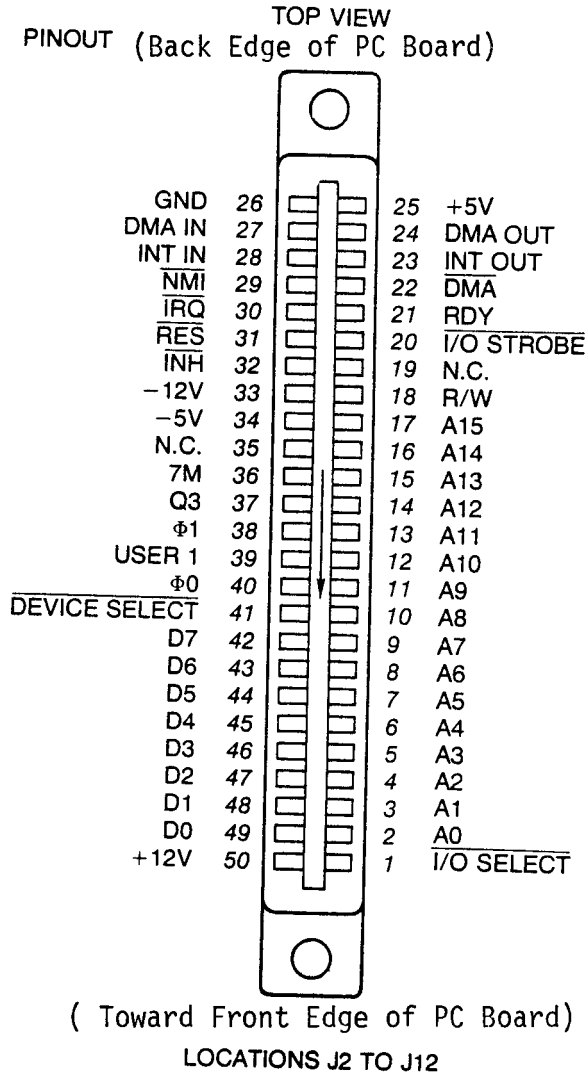 TOP VIEW
PINOUT (Back Edge of PC Board)
GND 26 25 +5V
DMA IN 27 24 DMA OUT
INT IN 28 23 INT OUT
NMI 29 22 DMA
IRQ 30 21 RDY
RES 31 20 I/O STROBE
INH 32 19 N.C.
−12V 33 18 R/W
−5V 34 17 A15
N.C. 35 16 A14
7M 36 15 A13
Q3 37 14 A12
Φ1 38 13 A11
USER 1 39 12 A10
Φ0 40 11 A9
DEVICE SELECT 41 10 A8
D7 42 9 A7
D6 43 8 A6
D5 44 7 A5
D4 45 6 A4
D3 46 5 A3
D2 47 4 A2
D1 48 3 A1
D0 49 2 A0
+12V 50 1 I/O SELECT
( Toward Front Edge of PC Board)
LOCATIONS J2 TO J12